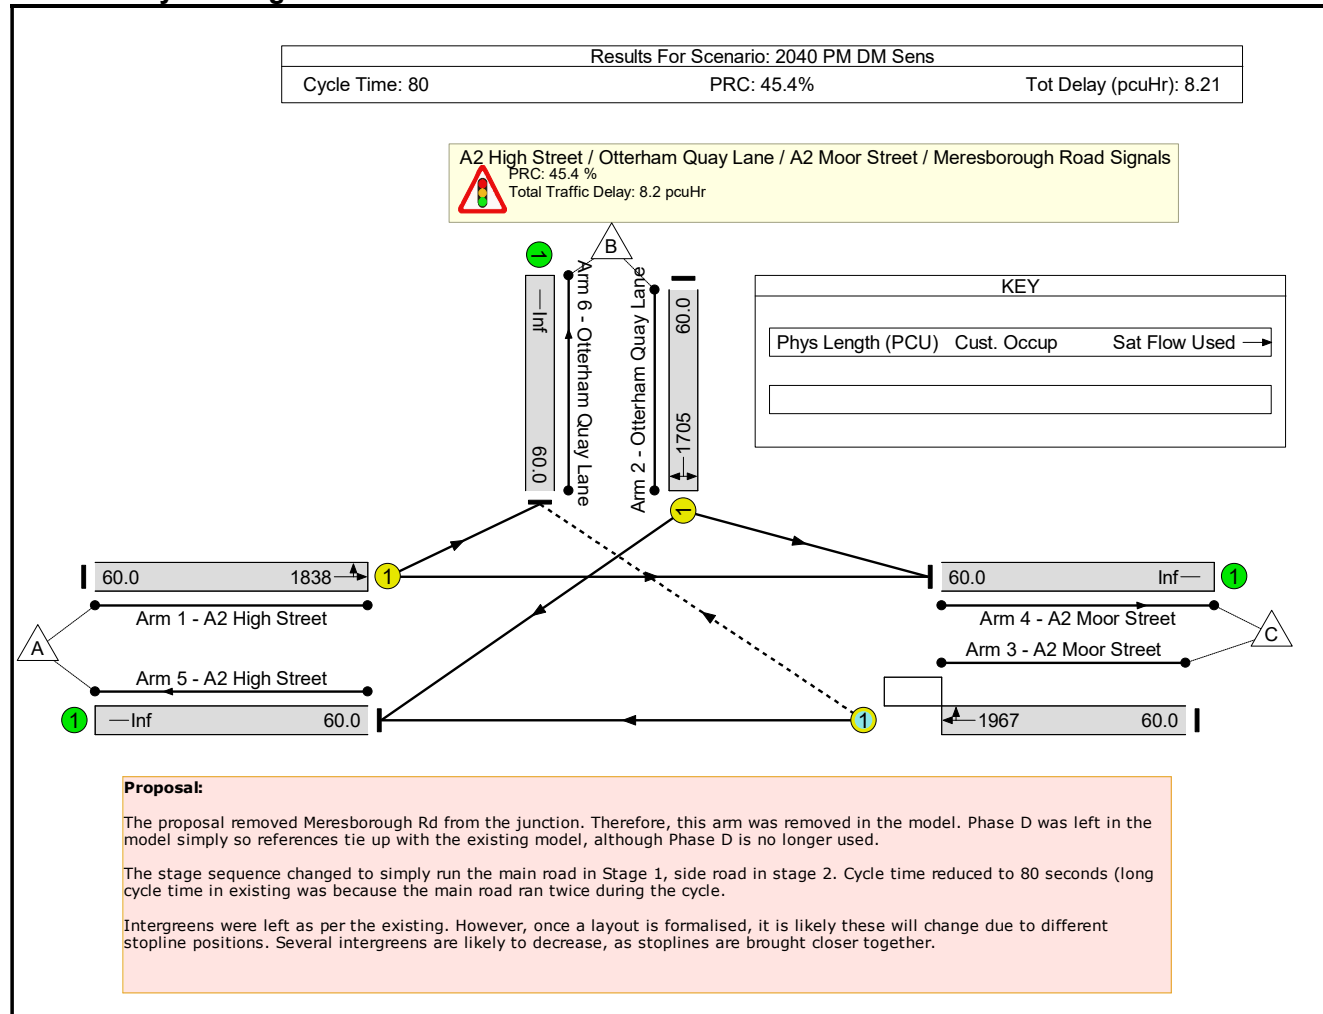 Results For Scenario: 2040 PM DM Sens
Cycle Time: 80 PRC: 45.4% Tot Delay (pcuHr): 8.21
A2 High Street / Otterham Quay Lane / A2 Moor Street / Meresborough Road Signals
PRC: 45.4 %
Total Traffic Delay: 8.2 pcuHr
B
1
Inf
60.0
Arm 6 - Otterham Quay Lane
Arm 2 - Otterham Quay Lane
60.0
1705
1
KEY
Phys Length (PCU) Cust. Occup Sat Flow Used
60.0 1838 1
Arm 1 - A2 High Street
A
Arm 5 - A2 High Street
1 Inf 60.0
60.0 Inf 1
Arm 4 - A2 Moor Street
C
Arm 3 - A2 Moor Street
1 1967 60.0
Proposal:
The proposal removed Meresborough Rd from the junction. Therefore, this arm was removed in the model. Phase D was left in the
model simply so references tie up with the existing model, although Phase D is no longer used.
The stage sequence changed to simply run the main road in Stage 1, side road in stage 2. Cycle time reduced to 80 seconds (long
cycle time in existing was because the main road ran twice during the cycle.
Intergreens were left as per the existing. However, once a layout is formalised, it is likely these will change due to different
stopline positions. Several intergreens are likely to decrease, as stoplines are brought closer together.